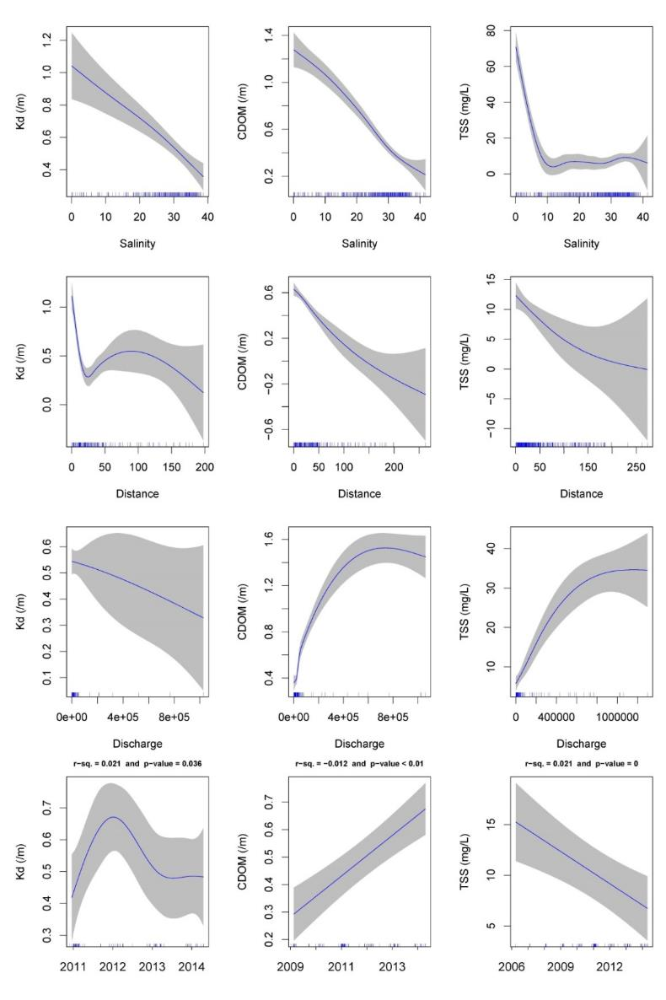 Kd (/m)
0.4 0.6 0.8 1.0 1.2
0 10 20 30 40
Salinity
CDOM (/m)
0.2 0.6 1.0 1.4
0 10 20 30 40
Salinity
TSS (mg/L)
0 20 40 60 80
0 10 20 30 40
Salinity
Kd (/m)
0.0 0.5 1.0
0 50 100 150 200
Distance
CDOM (/m)
−0.6 −0.2 0.2 0.6
0 50 100 200
Distance
TSS (mg/L)
−10 −5 0 5 10 15
0 50 150 250
Distance
Kd (/m)
0.1 0.2 0.3 0.4 0.5 0.6
0e+00 4e+05 8e+05
Discharge
CDOM (/m)
0.4 0.8 1.2 1.6
0e+00 4e+05 8e+05
Discharge
TSS (mg/L)
10 20 30 40
0 400000 1000000
Discharge
r−sq. = 0.021 and p−value = 0.036
Kd (/m)
0.3 0.4 0.5 0.6 0.7
2011 2012 2013 2014
r−sq. = −0.012 and p−value < 0.01
CDOM (/m)
0.2 0.3 0.4 0.5 0.6 0.7
2009 2011 2013
r−sq. = 0.021 and p−value = 0
TSS (mg/L)
5 10 15
2006 2009 2012